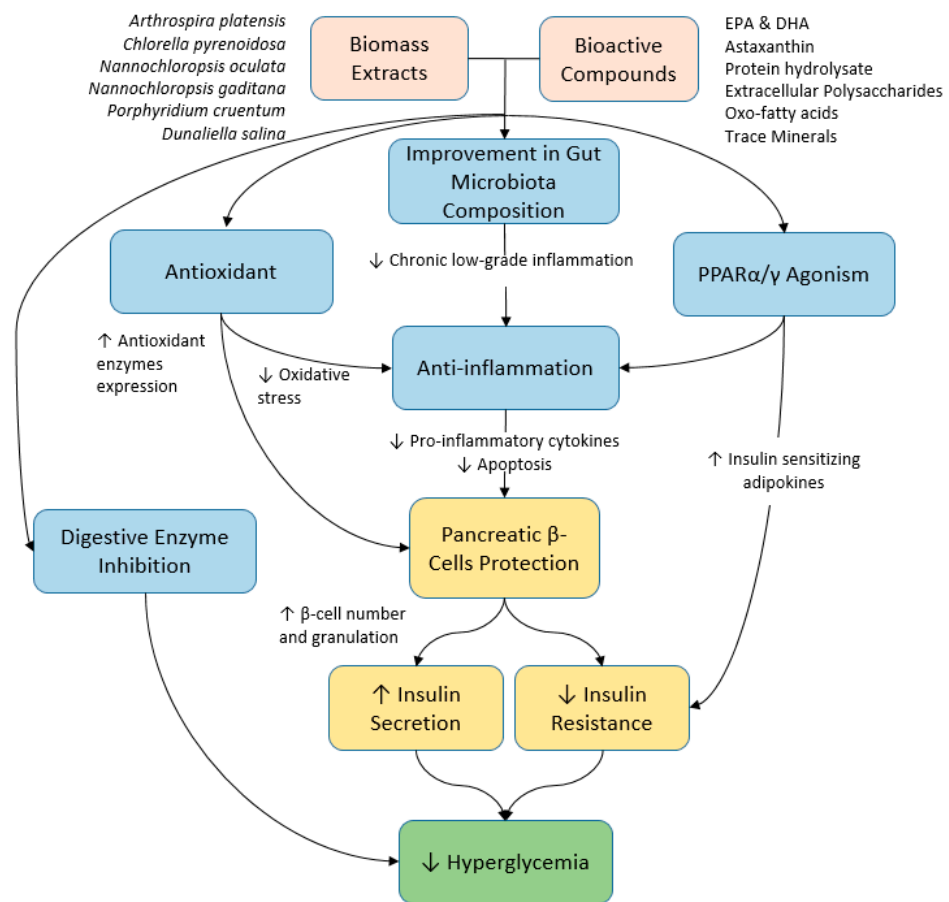 Arthrospira platensis
Chlorella pyrenoidosa
Nannochloropsis oculata
Nannochloropsis gaditana
Porphyridium cruentum
Dunaliella salina
Biomass
Extracts
Bioactive
Compounds
EPA & DHA
Astaxanthin
Protein hydrolysate
Extracellular Polysaccharides
Oxo-fatty acids
Trace Minerals
Improvement in Gut
Microbiota
Composition
Antioxidant
↓ Chronic low-grade inflammation
PPARα/γ Agonism
↑ Antioxidant
enzymes
expression
↓ Oxidative
stress
Anti-inflammation
↓ Pro-inflammatory cytokines
↓ Apoptosis
↑ Insulin sensitizing
adipokines
Digestive Enzyme
Inhibition
Pancreatic β-
Cells Protection
↑ β-cell number
and granulation
↑ Insulin
Secretion
↓ Insulin
Resistance
↓ Hyperglycemia